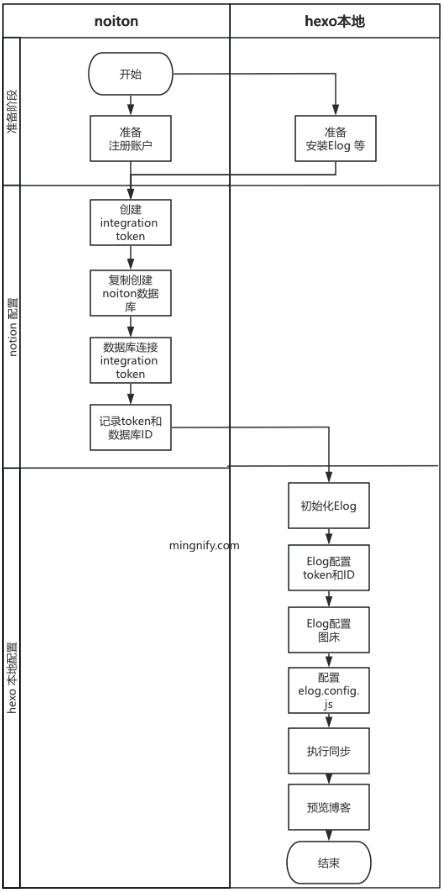 noiton
hexo本地
准备阶段
开始
准备
注册账户
准备
安装Elog 等
notion 配置
创建
integration
token
复制创建
noiton数据
库
数据库连接
integration
token
记录token和
数据库ID
hexo 本地配置
初始化Elog
mingnify.com
Elog配置
token和ID
Elog配置
图床
配置
elog.config.
js
执行同步
预览博客
结束